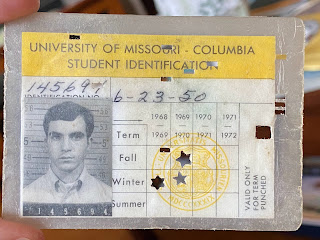 UNIVERSITY OF MISSOURI - COLUMBIA
STUDENT IDENTIFICATION
145697
IDENTIFICATION NO.
6-23-50
1968 1969 1970 1971
Term 1969 1970 1971 1972
Fall
Winter
Summer
VALID ONLY
FOR TERM
PUNCHED
145694